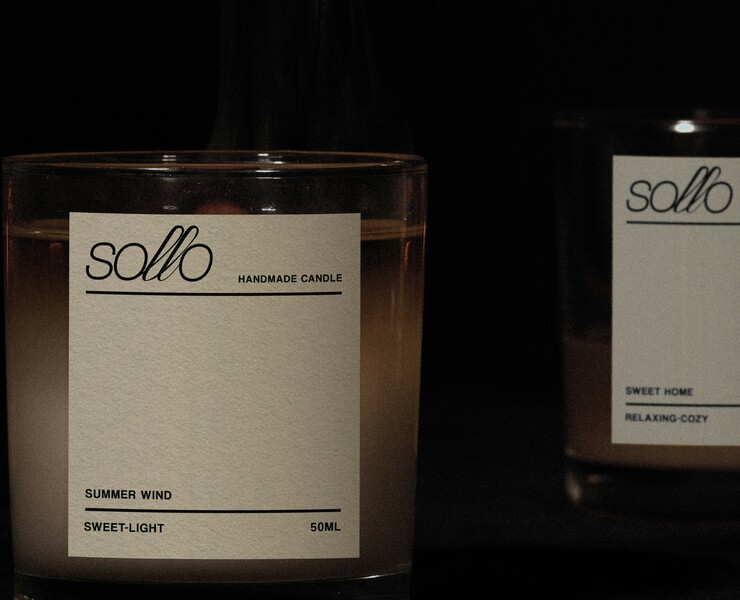 sollo
HANDMADE CANDLE
SUMMER WIND
SWEET-LIGHT 50ML
sollo
SWEET HOME
RELAXING-COZY